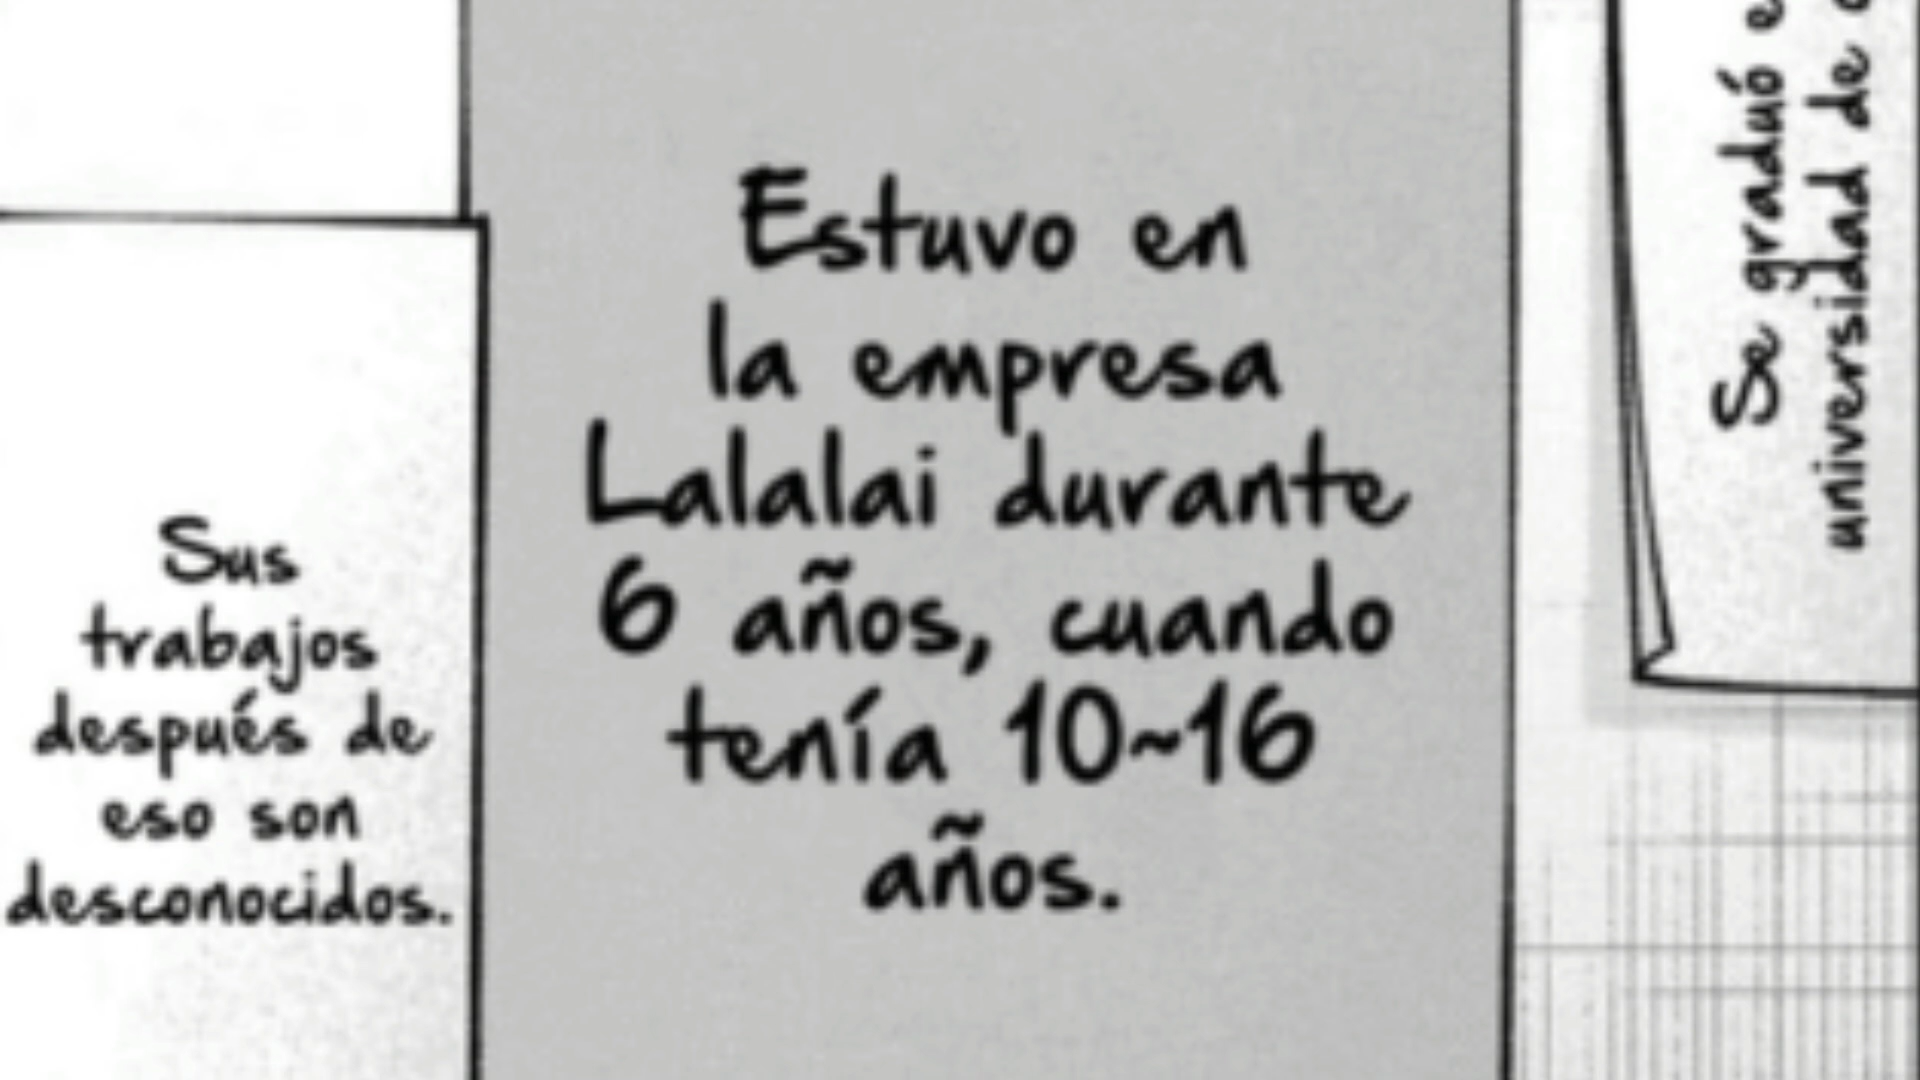 Estuvo en
la empresa
Lalalai durante
6 años, cuando
tenía 10~16
años.
Sus
trabajos
después de
eso son
desconocidos.
Se graduó
universidad de